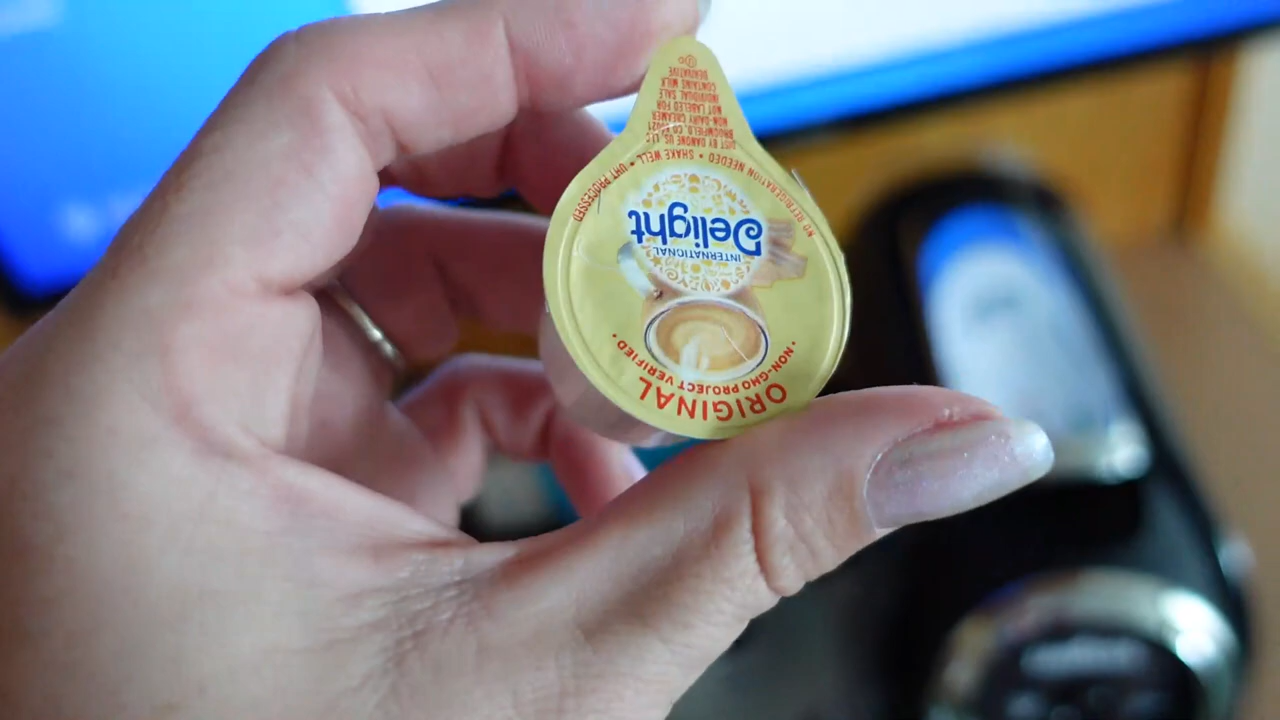 ORIGINAL
• NON-GMO PROJECT VERIFIED •
INTERNATIONAL
Delight
NO REFRIGERATION NEEDED • SHAKE WELL • UHT PROCESSED
DIST BY DANONE US, LLC
BROOMFIELD, CO 80021
NON-DAIRY CREAMER
NOT LABELED FOR
INDIVIDUAL SALE
CONTAINS MILK
DERIVATIVE